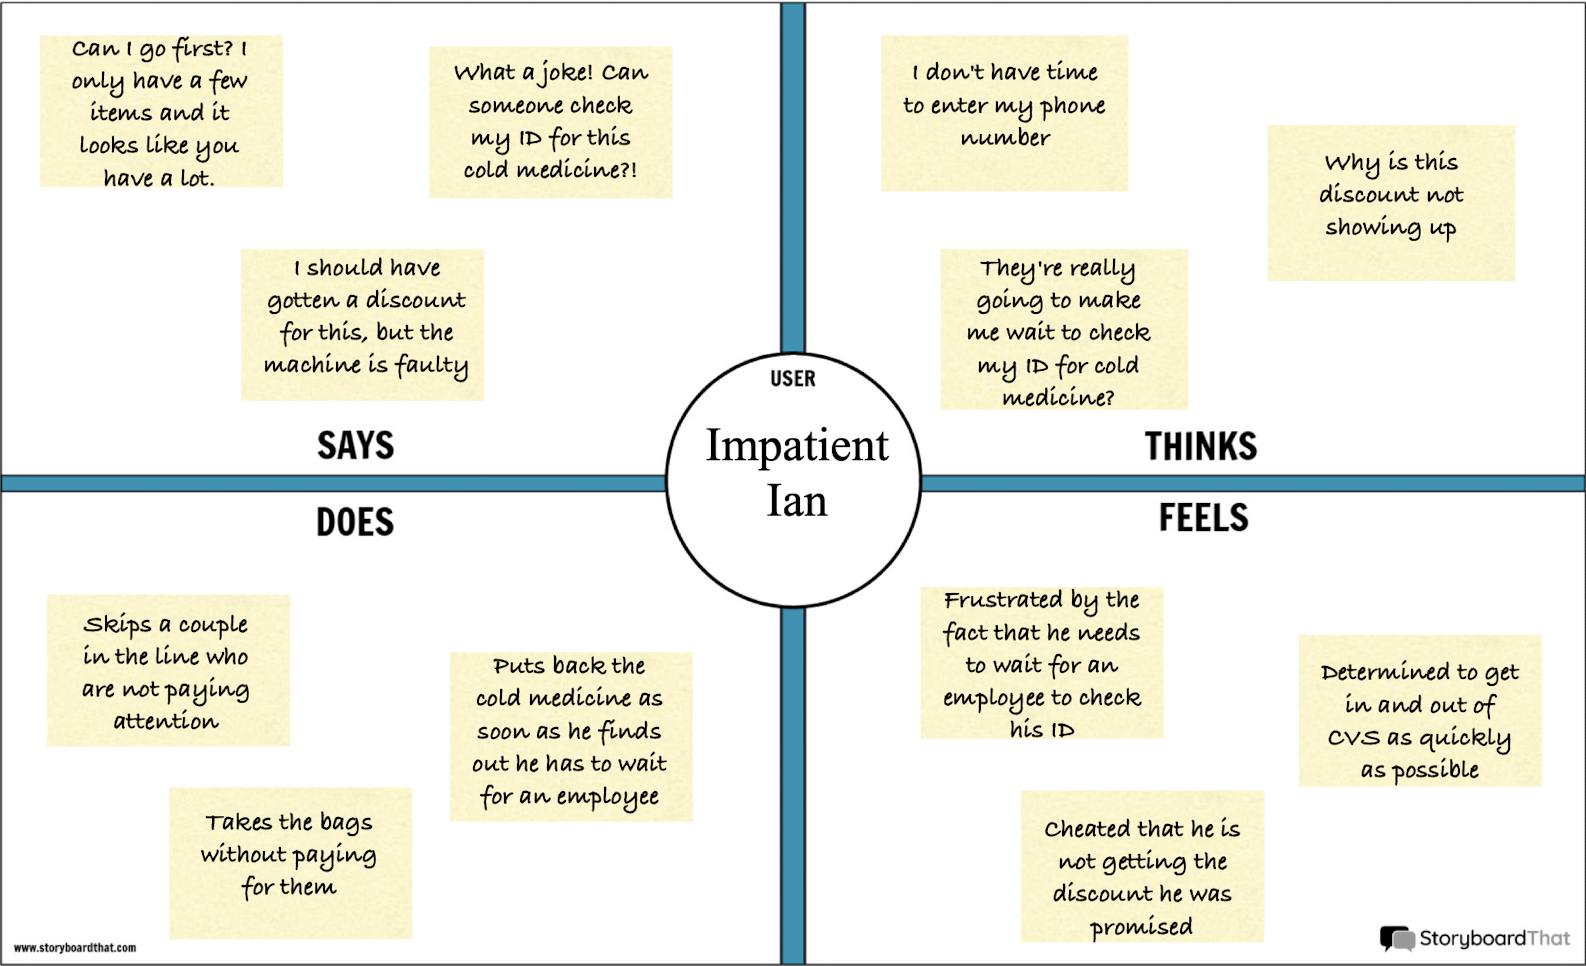 Can I go first? I
only have a few
items and it
looks like you
have a lot.
What a joke! Can
someone check
my ID for this
cold medicine?!
I should have
gotten a discount
for this, but the
machine is faulty
SAYS
I don't have time
to enter my phone
number
Why is this
discount not
showing up
They're really
going to make
me wait to check
my ID for cold
medicine?
THINKS
USER
Impatient
Ian
DOES
Skips a couple
in the line who
are not paying
attention
Puts back the
cold medicine as
soon as he finds
out he has to wait
for an employee
Takes the bags
without paying
for them
FEELS
Frustrated by the
fact that he needs
to wait for an
employee to check
his ID
Determined to get
in and out of
CVS as quickly
as possible
Cheated that he is
not getting the
discount he was
promised
www.storyboardthat.com
StoryboardThat